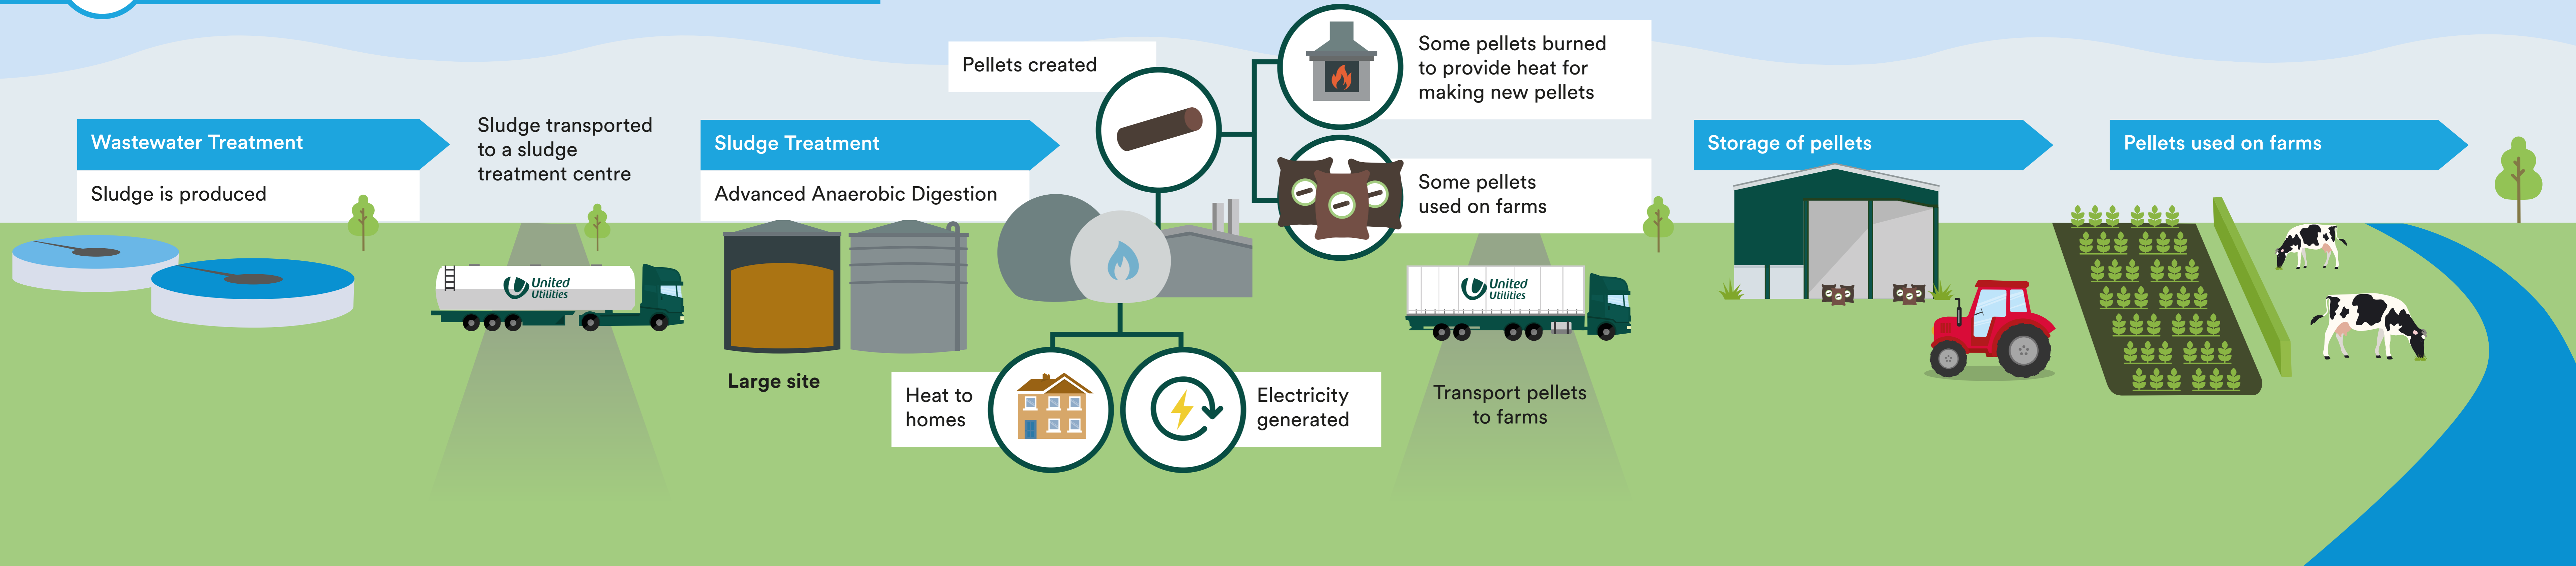 Wastewater Treatment
Sludge is produced
Sludge transported
to a sludge
treatment centre
United
Utilities
Sludge Treatment
Advanced Anaerobic Digestion
Large site
Pellets created
Some pellets burned
to provide heat for
making new pellets
Some pellets
used on farms
Heat to
homes
Electricity
generated
United
Utilities
Transport pellets
to farms
Storage of pellets
Pellets used on farms